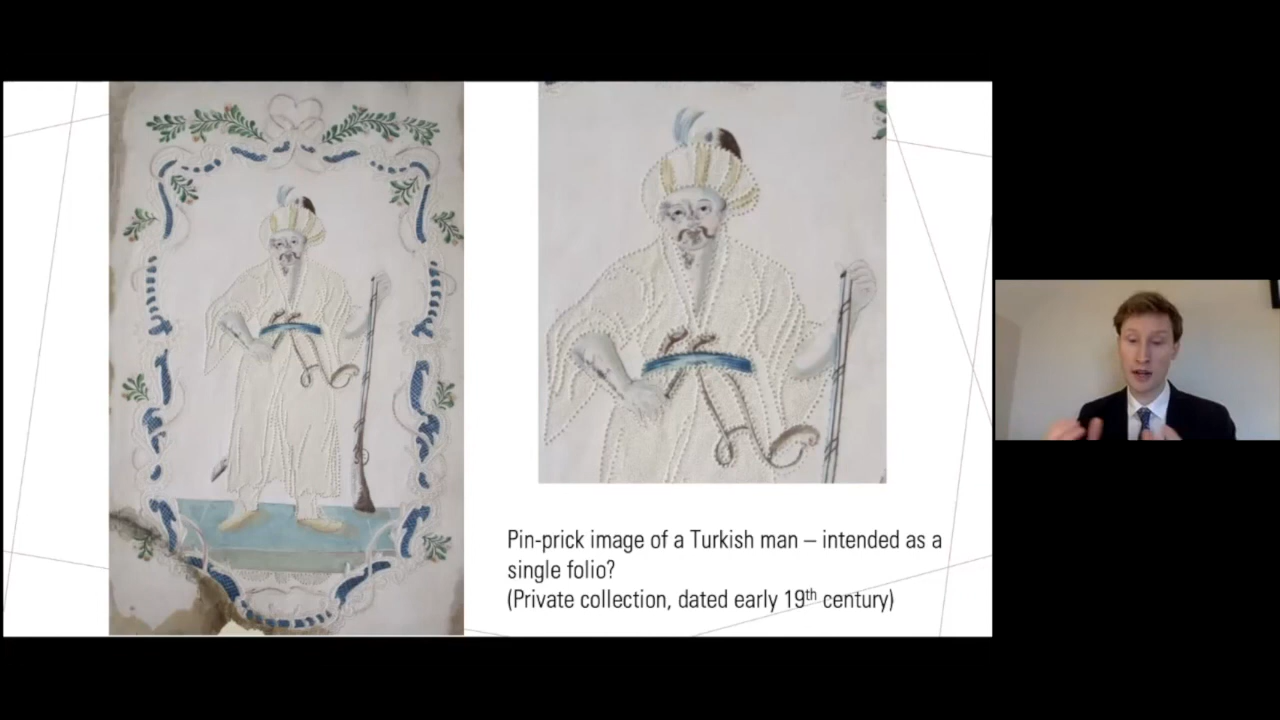 Pin-prick image of a Turkish man – intended as a
single folio?
(Private collection, dated early 19th century)